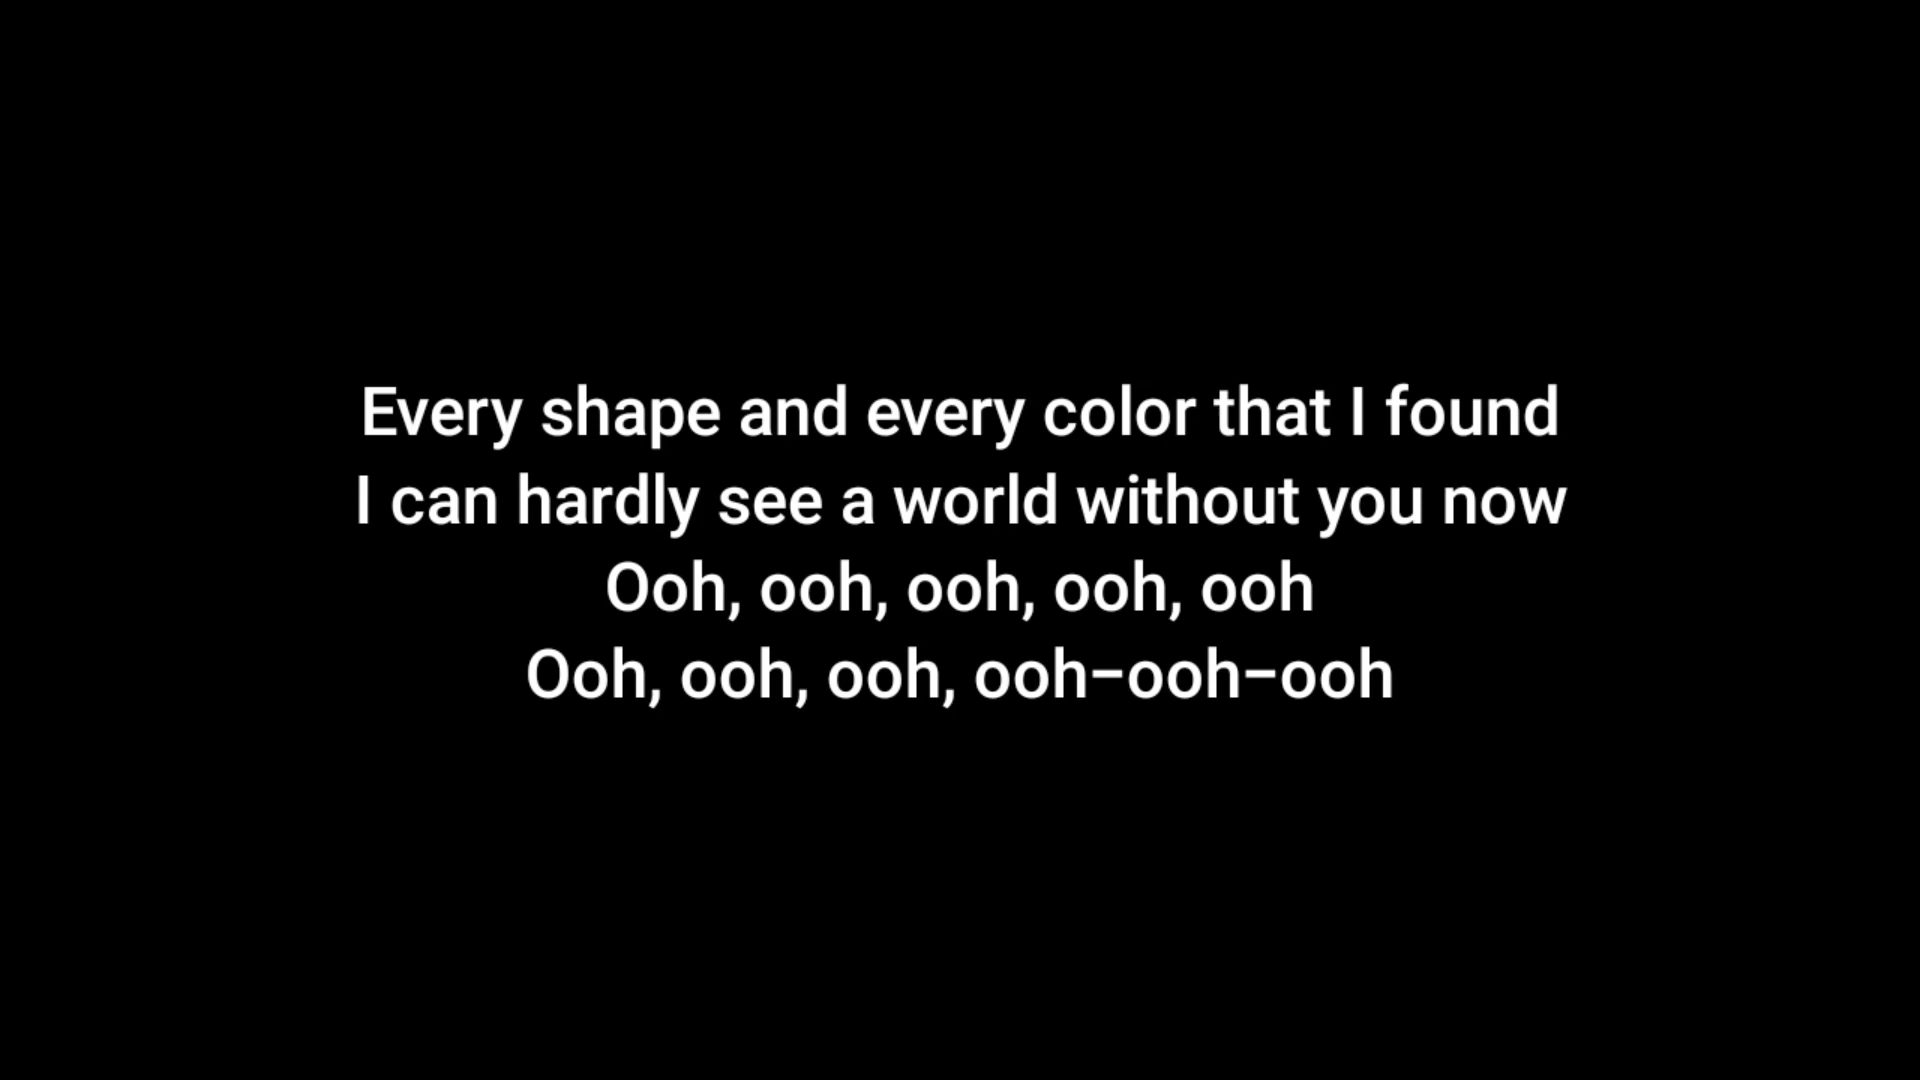 Every shape and every color that I found
I can hardly see a world without you now
Ooh, ooh, ooh, ooh, ooh
Ooh, ooh, ooh, ooh–ooh–ooh